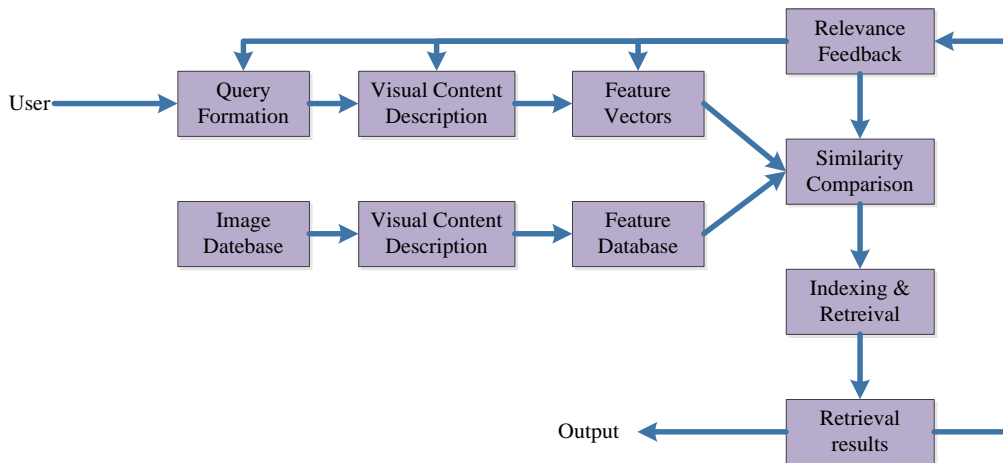 Relevance
Feedback
User
Query
Formation
Visual Content
Description
Feature
Vectors
Similarity
Comparison
Image
Datebase
Visual Content
Description
Feature
Database
Indexing &
Retreival
Output
Retrieval
results